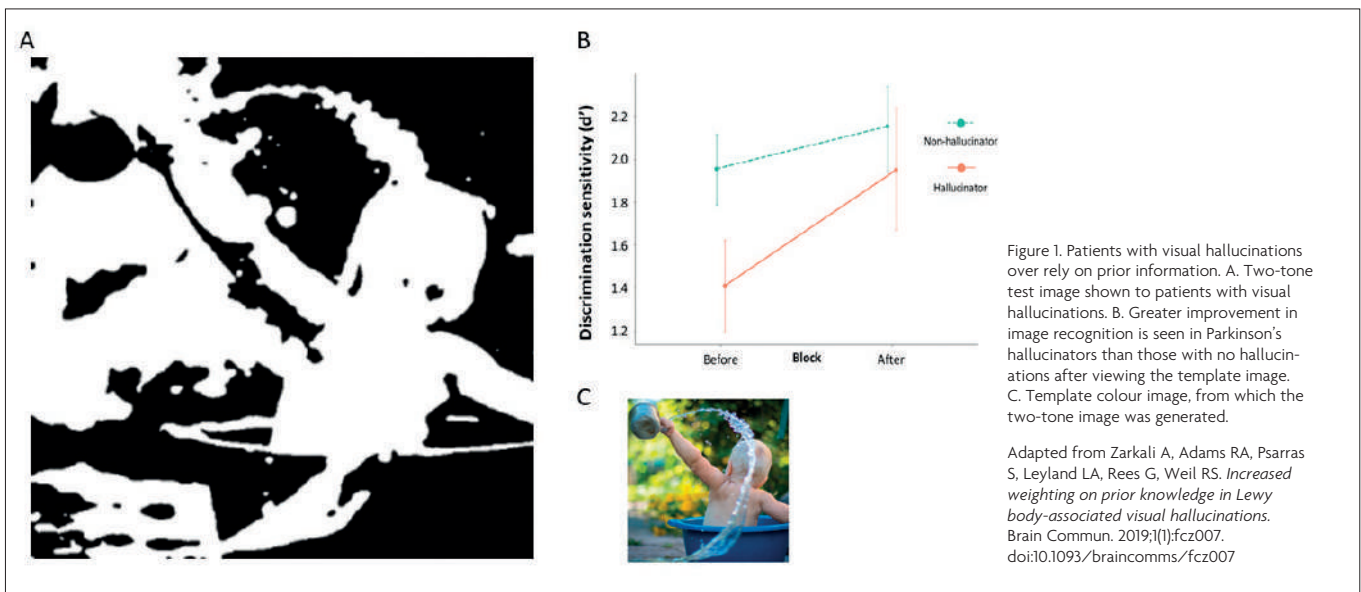 A
B
Discrimination sensitivity (d')
2.2
2.0
1.8
1.6
1.4
1.2
Before
Block
After
Non-hallucinator
Hallucinator
C
Figure 1. Patients with visual hallucinations
over rely on prior information. A. Two-tone
test image shown to patients with visual
hallucinations. B. Greater improvement in
image recognition is seen in Parkinson's
hallucinators than those with no hallucin-
ations after viewing the template image.
C. Template colour image, from which the
two-tone image was generated.
Adapted from Zarkali A, Adams RA, Psarras
S, Leyland LA, Rees G, Weil RS. Increased
weighting on prior knowledge in Lewy
body-associated visual hallucinations.
Brain Commun. 2019;1(1):fcz007.
doi:10.1093/braincomms/fcz007